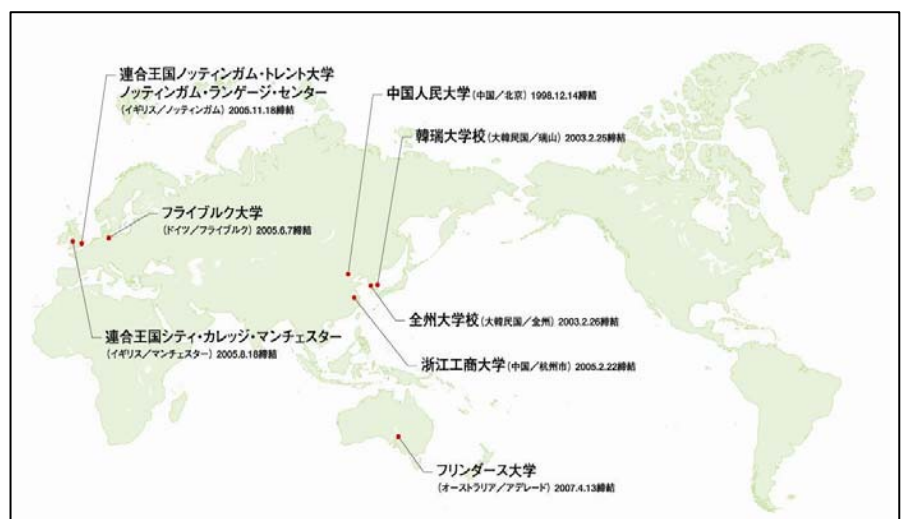 連合王国ノッティンガム・トレント大学
ノッティンガム・ランゲージ・センター
(イギリス/ノッティンガム) 2005.11.18締結
中国人民大学(中国/北京) 1998.12.14締結
韓瑞大学校(大韓民国/瑞山) 2003.2.25締結
フライブルク大学
(ドイツ/フライブルク) 2005.6.7締結
連合王国シティ・カレッジ・マンチェスター
(イギリス/マンチェスター) 2005.8.18締結
全州大学校(大韓民国/全州) 2003.2.26締結
浙江工商大学(中国/杭州市) 2005.2.22締結
フリンダース大学
(オーストラリア/アデレード) 2007.4.13締結